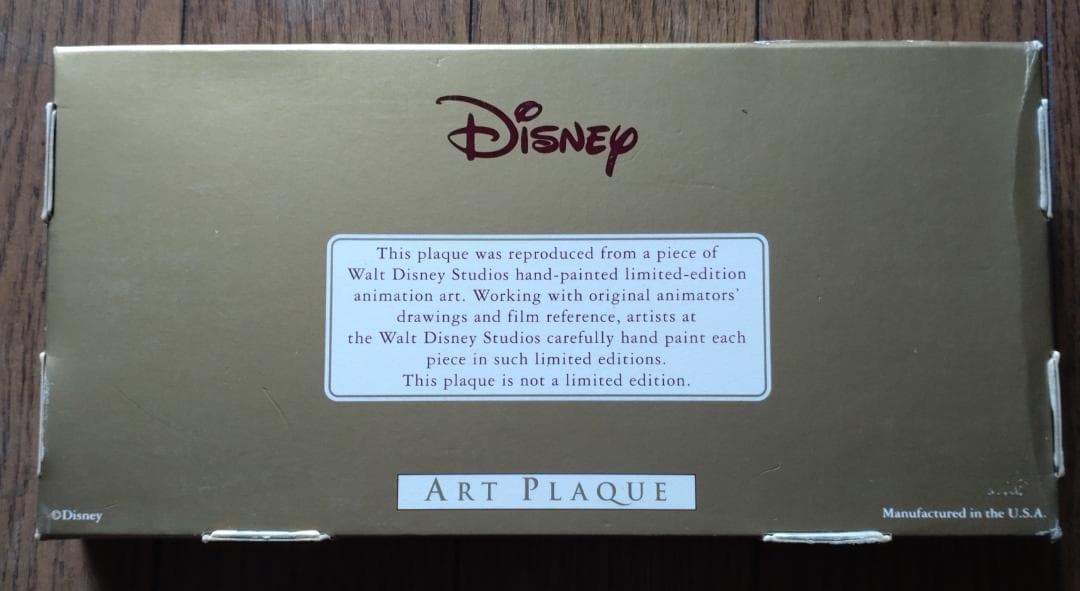 Disney
This plaque was reproduced from a piece of
Walt Disney Studios hand-painted limited-edition
animation art. Working with original animators'
drawings and film reference, artists at
the Walt Disney Studios carefully hand paint each
piece in such limited editions.
This plaque is not a limited edition.
ART PLAQUE
©Disney
Manufactured in the U.S.A.